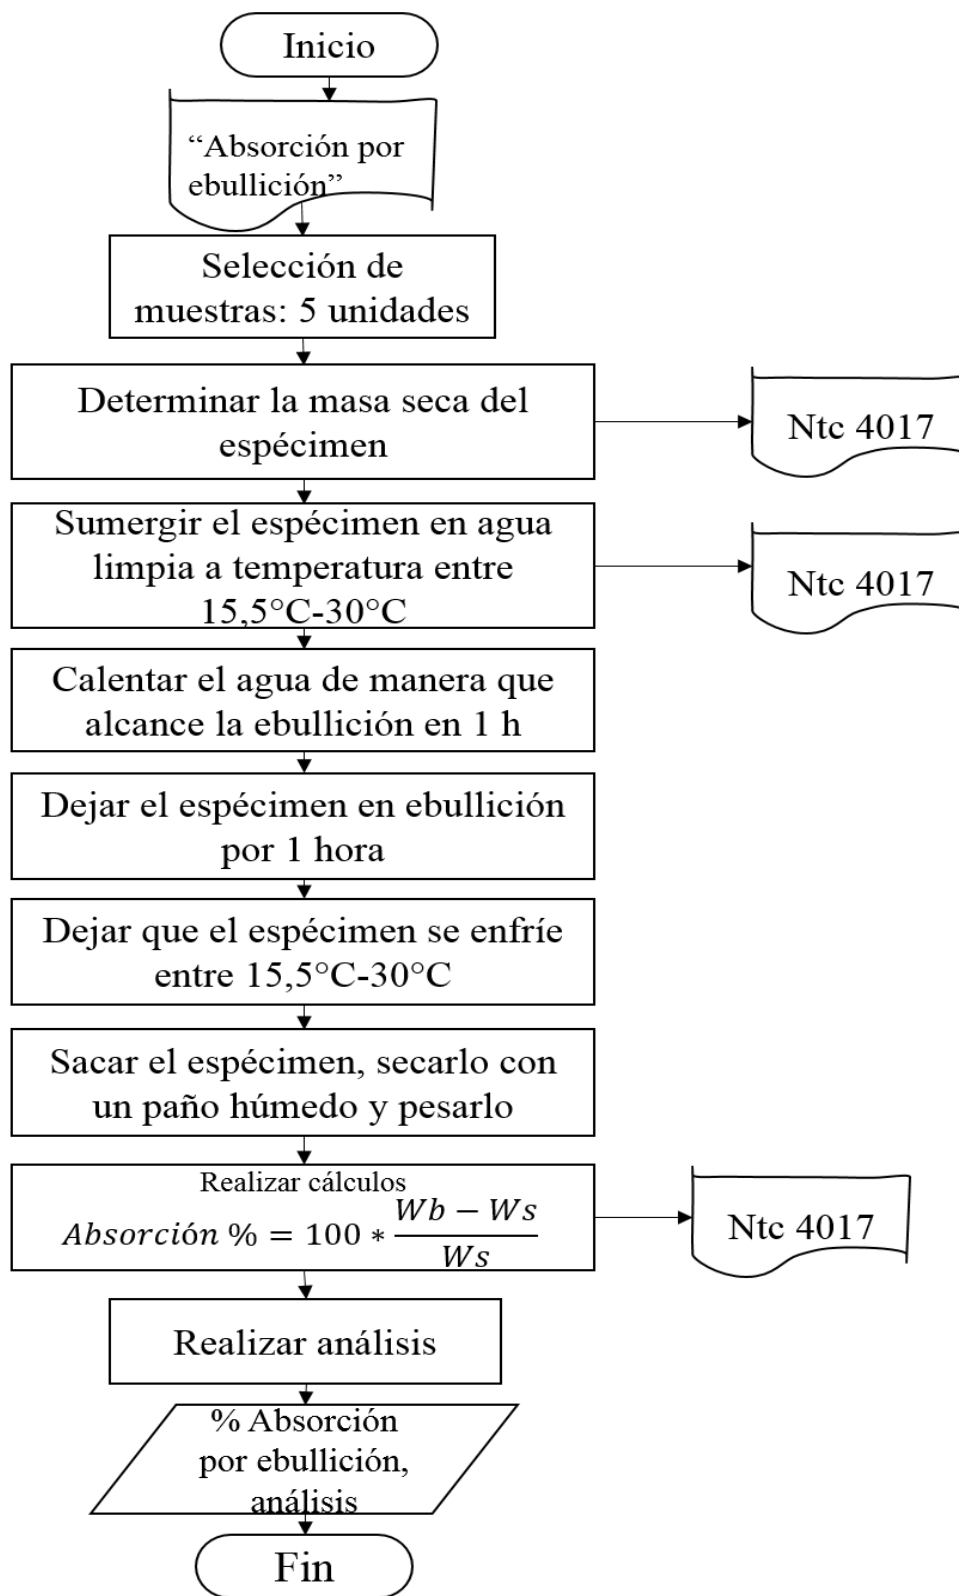 Inicio
“Absorción por
ebullición”
Selección de
muestras: 5 unidades
Determinar la masa seca del
espécimen
Ntc 4017
Sumergir el espécimen en agua
limpia a temperatura entre
15,5°C-30°C
Ntc 4017
Calentar el agua de manera que
alcance la ebullición en 1 h
Dejar el espécimen en ebullición
por 1 hora
Dejar que el espécimen se enfríe
entre 15,5°C-30°C
Sacar el espécimen, secarlo con
un paño húmedo y pesarlo
Realizar cálculos
Absorción % = 100 * (Wb − Ws) / Ws
Ntc 4017
Realizar análisis
% Absorción
por ebullición,
análisis
Fin